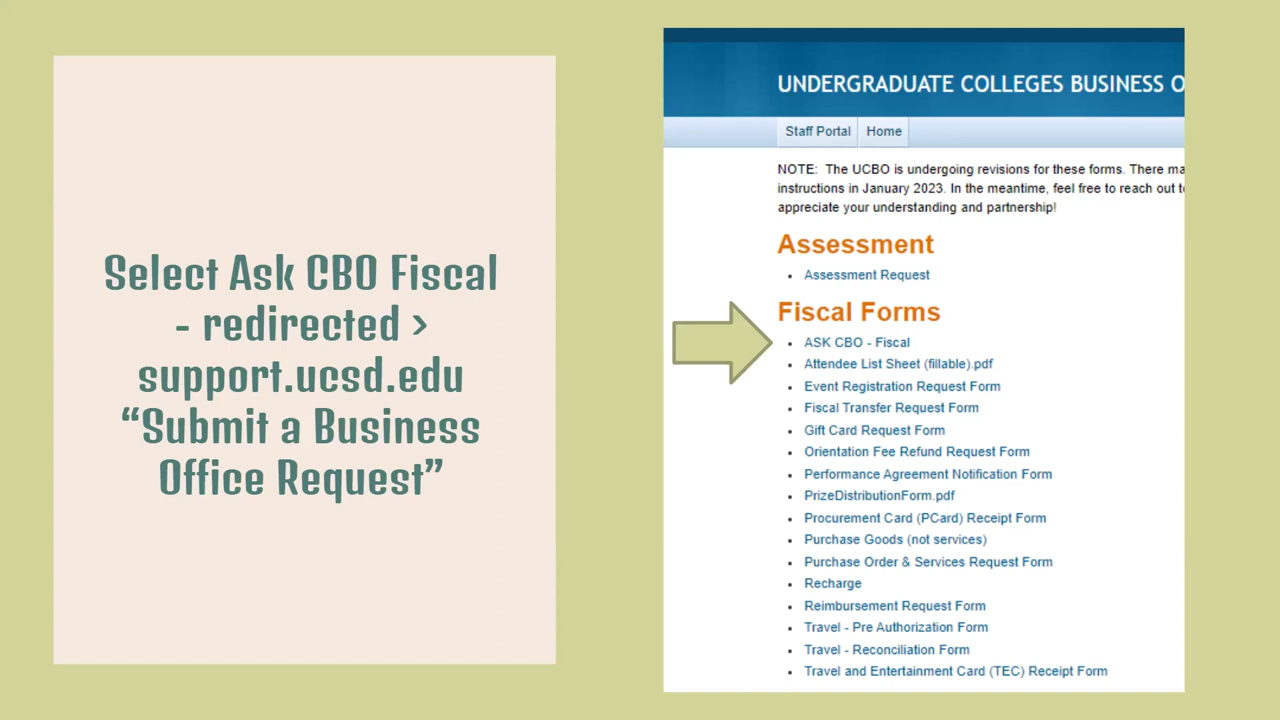 Select Ask CBO Fiscal
- redirected >
support.ucsd.edu
“Submit a Business
Office Request”
UNDERGRADUATE COLLEGES BUSINESS
Staff Portal Home
NOTE: The UCBO is undergoing revisions for these forms. There
instructions in January 2023. In the meantime, feel free to reach out
appreciate your understanding and partnership!
Assessment
• Assessment Request
Fiscal Forms
• ASK CBO - Fiscal
• Attendee List Sheet (fillable).pdf
• Event Registration Request Form
• Fiscal Transfer Request Form
• Gift Card Request Form
• Orientation Fee Refund Request Form
• Performance Agreement Notification Form
• PrizeDistributionForm.pdf
• Procurement Card (PCard) Receipt Form
• Purchase Goods (not services)
• Purchase Order & Services Request Form
• Recharge
• Reimbursement Request Form
• Travel - Pre Authorization Form
• Travel - Reconciliation Form
• Travel and Entertainment Card (TEC) Receipt Form